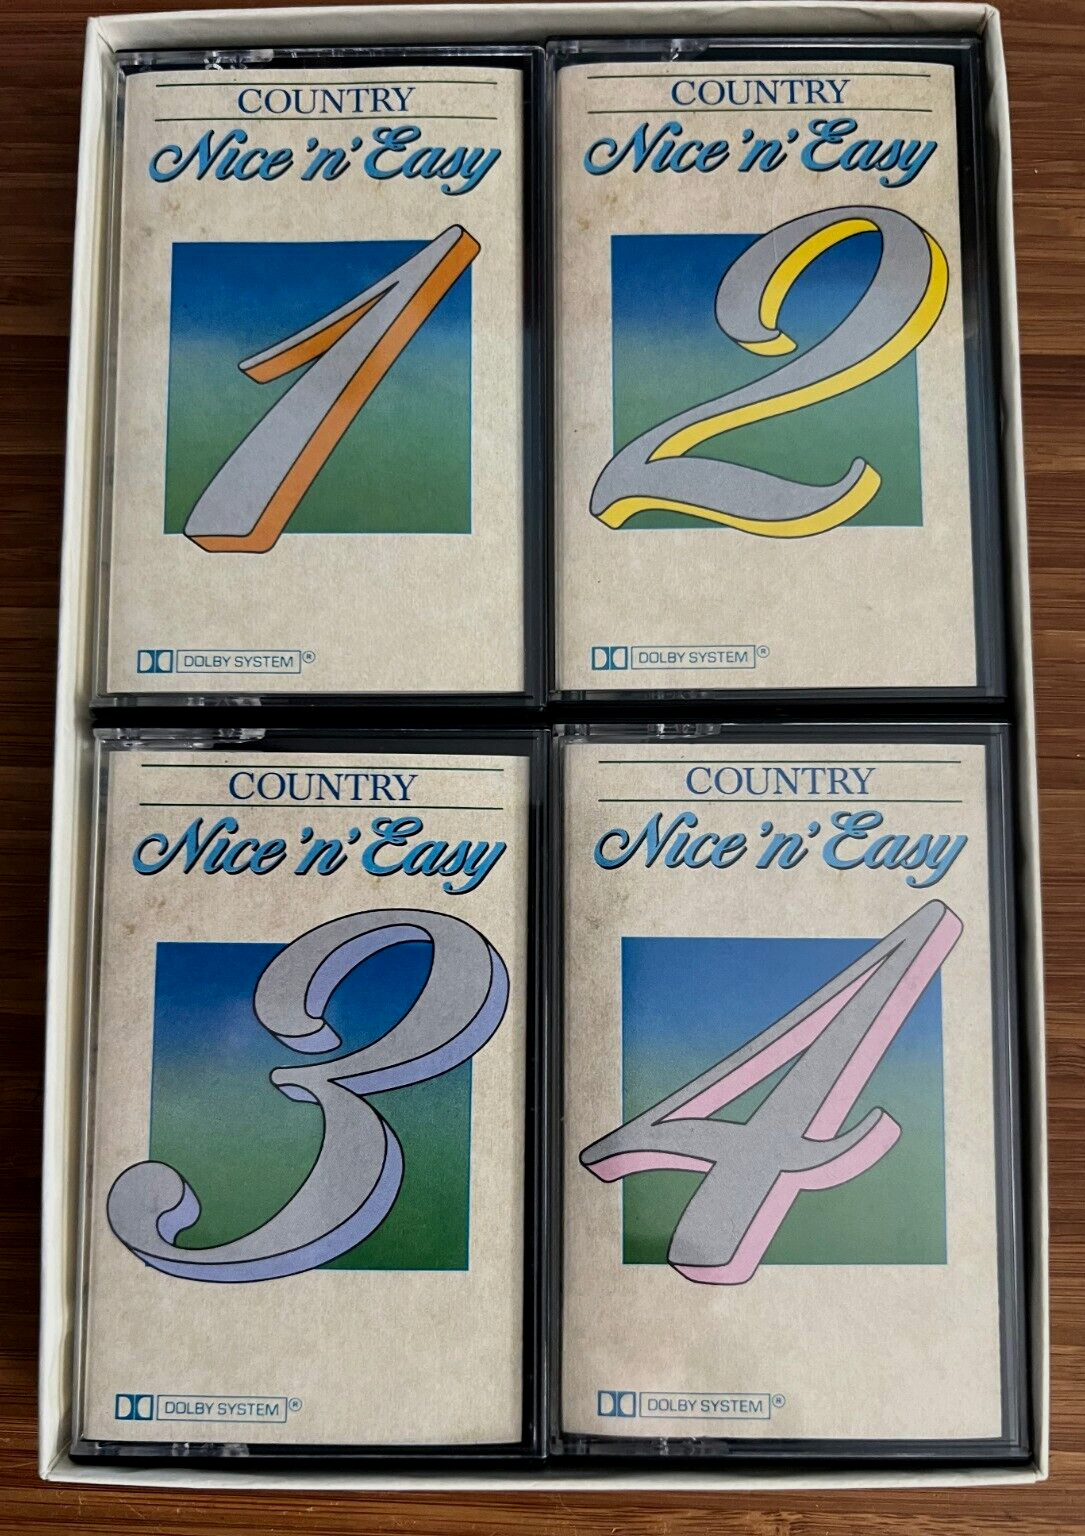 COUNTRY
Nice 'n' Easy
1
DOLBY SYSTEM®
COUNTRY
Nice 'n' Easy
2
DOLBY SYSTEM®
COUNTRY
Nice 'n' Easy
3
DOLBY SYSTEM®
COUNTRY
Nice 'n' Easy
4
DOLBY SYSTEM®